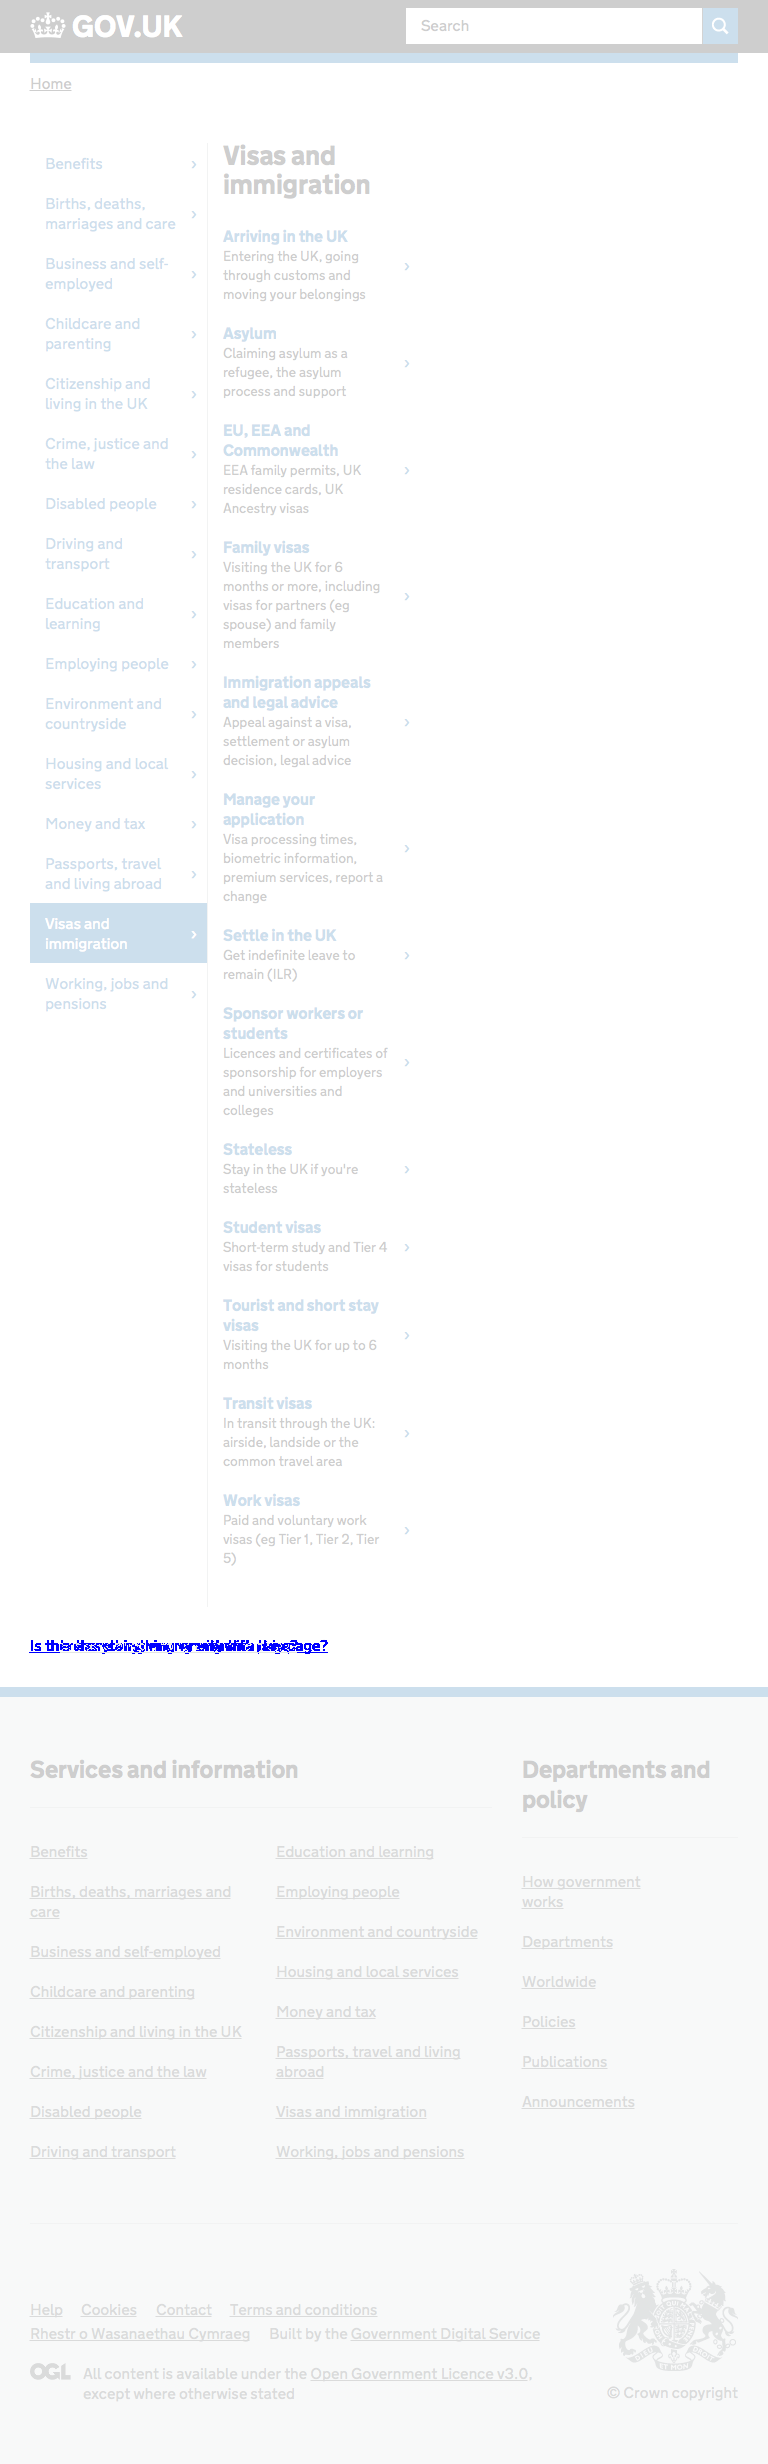 GOV.UK
Search
Home
Benefits
Births, deaths,
marriages and care
Business and self-
employed
Childcare and
parenting
Citizenship and
living in the UK
Crime, justice and
the law
Disabled people
Driving and
transport
Education and
learning
Employing people
Environment and
countryside
Housing and local
services
Money and tax
Passports, travel
and living abroad
Visas and
immigration
Working, jobs and
pensions
Visas and
immigration
Arriving in the UK
Entering the UK, going
through customs and
moving your belongings
Asylum
Claiming asylum as a
refugee, the asylum
process and support
EU, EEA and
Commonwealth
EEA family permits, UK
residence cards, UK
Ancestry visas
Family visas
Visiting the UK for 6
months or more, including
visas for partners (eg
spouse) and family
members
Immigration appeals
and legal advice
Appeal against a visa,
settlement or asylum
decision, legal advice
Manage your
application
Visa processing times,
biometric information,
premium services, report a
change
Settle in the UK
Get indefinite leave to
remain (ILR)
Sponsor workers or
students
Licences and certificates of
sponsorship for employers
and universities and
colleges
Stateless
Stay in the UK if you're
stateless
Student visas
Short-term study and Tier 4
visas for students
Tourist and short stay
visas
Visiting the UK for up to 6
months
Transit visas
In transit through the UK:
airside, landside or the
common travel area
Work visas
Paid and voluntary work
visas (eg Tier 1, Tier 2, Tier
5)
Services and information
Benefits
Births, deaths, marriages and
care
Business and self-employed
Childcare and parenting
Citizenship and living in the UK
Crime, justice and the law
Disabled people
Driving and transport
Education and learning
Employing people
Environment and countryside
Housing and local services
Money and tax
Passports, travel and living
abroad
Visas and immigration
Working, jobs and pensions
Departments and
policy
How government
works
Departments
Worldwide
Policies
Publications
Announcements
Help Cookies Contact Terms and conditions
Rhestr o Wasanaethau Cymraeg Built by the Government Digital Service
OGL All content is available under the Open Government Licence v3.0,
except where otherwise stated
© Crown copyright